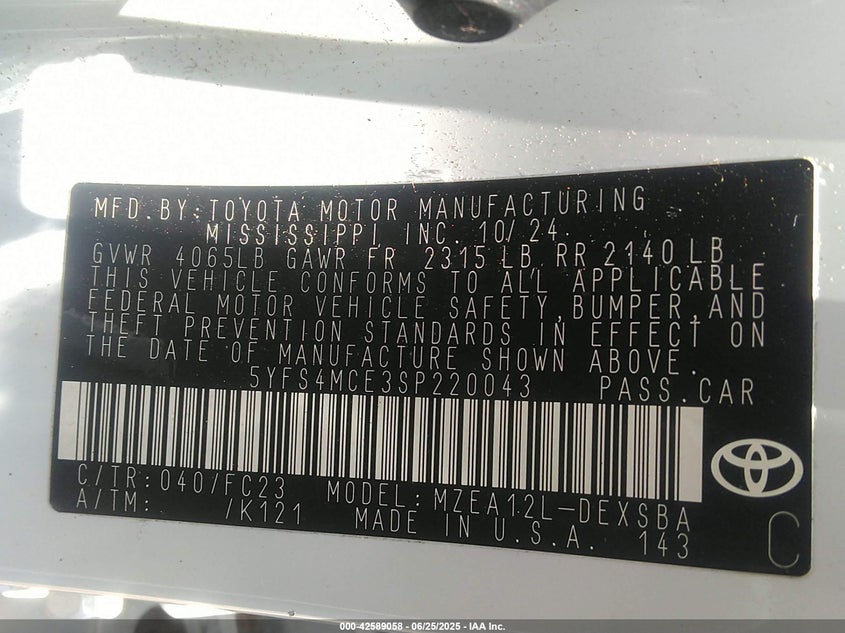 MFD. BY: TOYOTA MOTOR MANUFACTURING
MISSISSIPPI INC. 10/24
GVWR 4065LB GAWR FR 2315 LB RR 2140 LB
THIS VEHICLE CONFORMS TO ALL APPLICABLE
FEDERAL MOTOR VEHICLE SAFETY, BUMPER, AND
THEFT PREVENTION STANDARDS IN EFFECT ON
THE DATE OF MANUFACTURE SHOWN ABOVE.
5YFS4MCE3SP220043 PASS. CAR
C/TR: 040/FC23 MODEL: MZEA12L-DEXSBA
A/TM: /K121 MADE IN U.S.A. 143
C
000-42589058 - 06/25/2025 - IAA Inc.